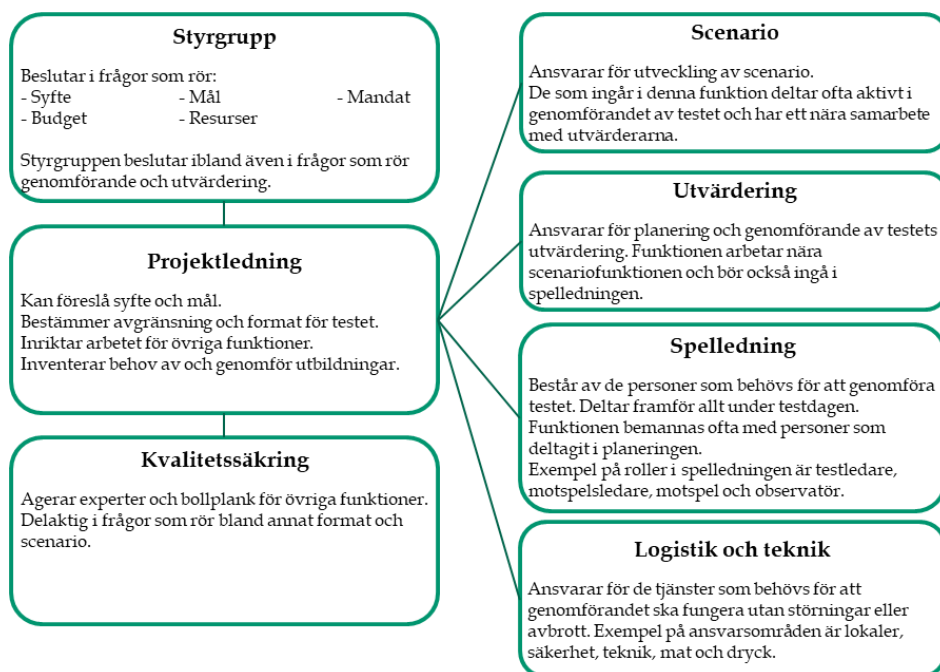 Styrgrupp
Beslutar i frågor som rör:
- Syfte - Mål - Mandat
- Budget - Resurser
Styrgruppen beslutar ibland även i frågor som rör
genomförande och utvärdering.
Projektledning
Kan föreslå syfte och mål.
Bestämmer avgränsning och format för testet.
Inriktar arbetet för övriga funktioner.
Inventerar behov av och genomför utbildningar.
Kvalitetssäkring
Agerar experter och bollplank för övriga funktioner.
Delaktig i frågor som rör bland annat format och
scenario.
Scenario
Ansvarar för utveckling av scenario.
De som ingår i denna funktion deltar ofta aktivt i
genomförandet av testet och har ett nära samarbete
med utvärderarna.
Utvärdering
Ansvarar för planering och genomförande av testets
utvärdering. Funktionen arbetar nära
scenariofunktionen och bör också ingå i
spelledningen.
Spelledning
Består av de personer som behövs för att genomföra
testet. Deltar framför allt under testdagen.
Funktionen bemannas ofta med personer som
deltagit i planeringen.
Exempel på roller i spelledningen är testledare,
motspelsledare, motspel och observatör.
Logistik och teknik
Ansvarar för de tjänster som behövs för att
genomförandet ska fungera utan störningar eller
avbrott. Exempel på ansvarsområden är lokaler,
säkerhet, teknik, mat och dryck.